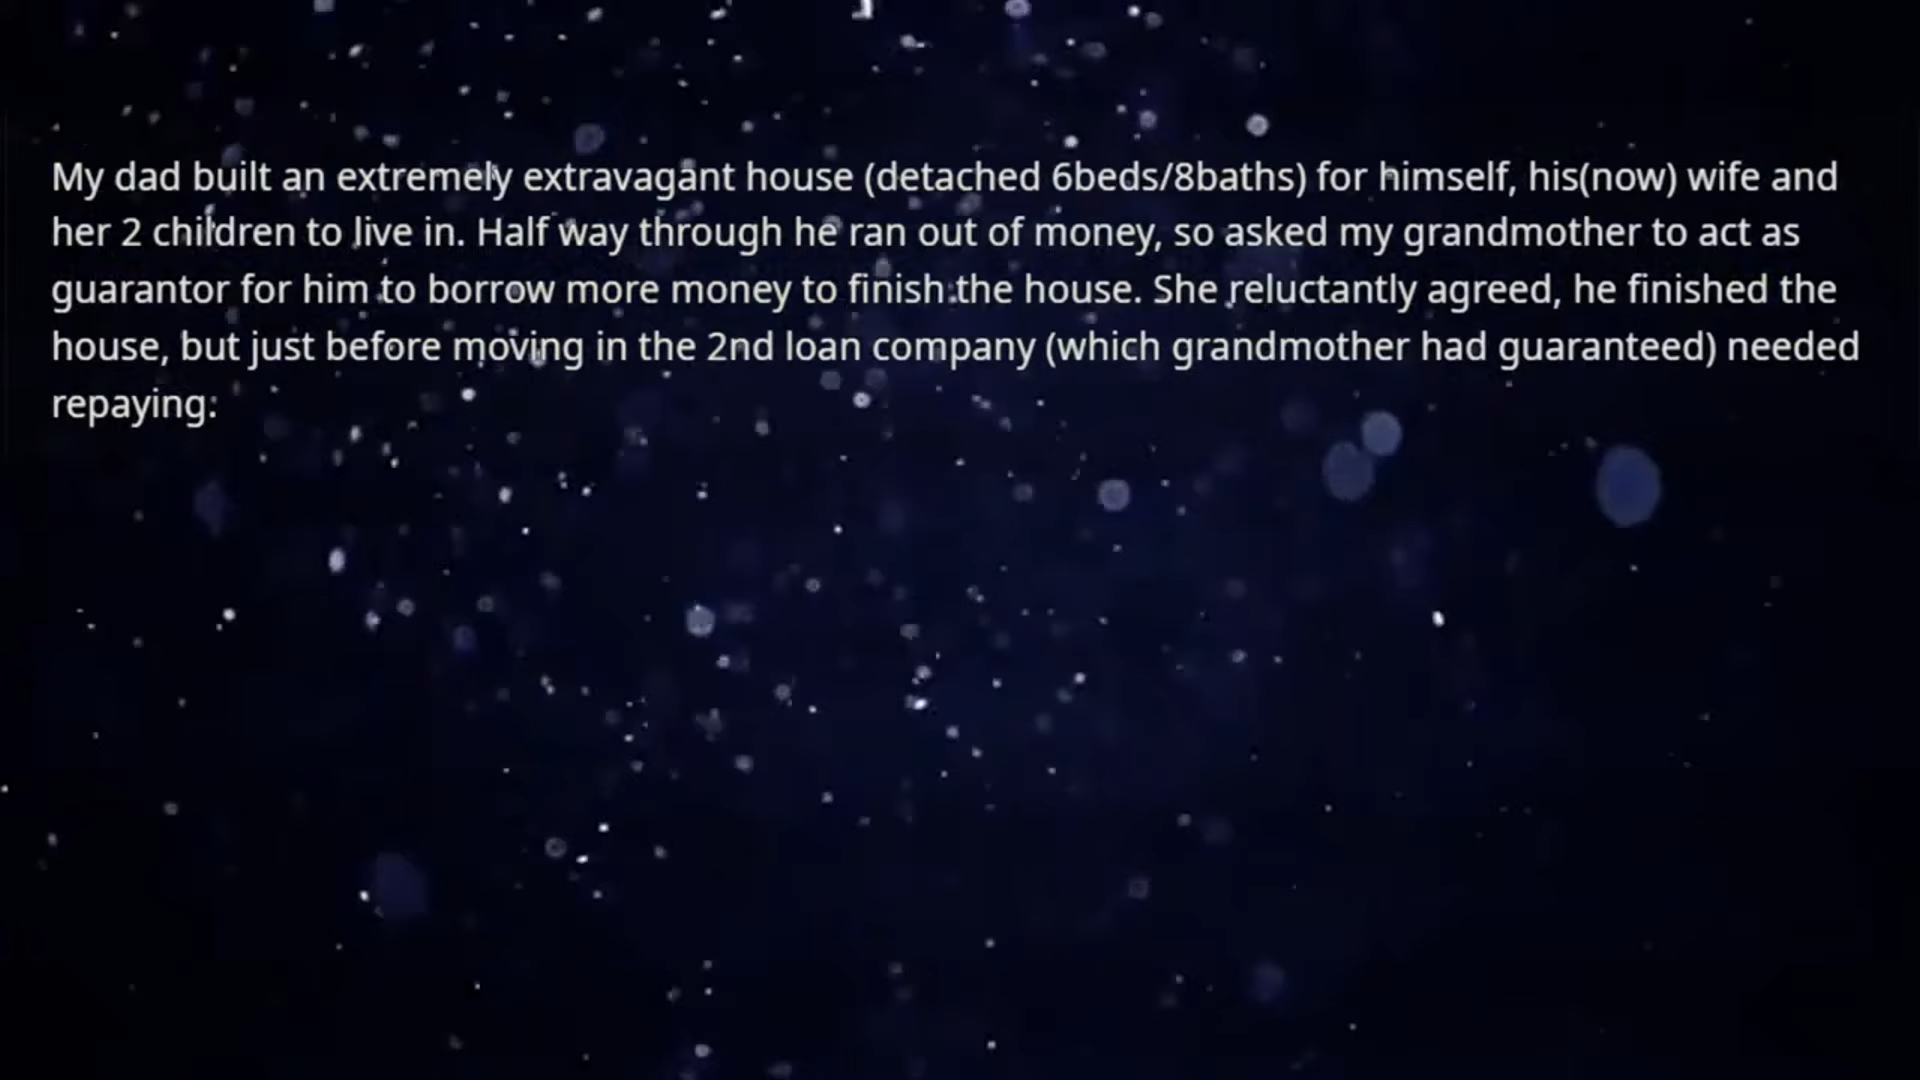 My dad built an extremely extravagant house (detached 6beds/8baths) for himself, his(now) wife and
her 2 children to live in. Half way through he ran out of money, so asked my grandmother to act as
guarantor for him to borrow more money to finish the house. She reluctantly agreed, he finished the
house, but just before moving in the 2nd loan company (which grandmother had guaranteed) needed
repaying: